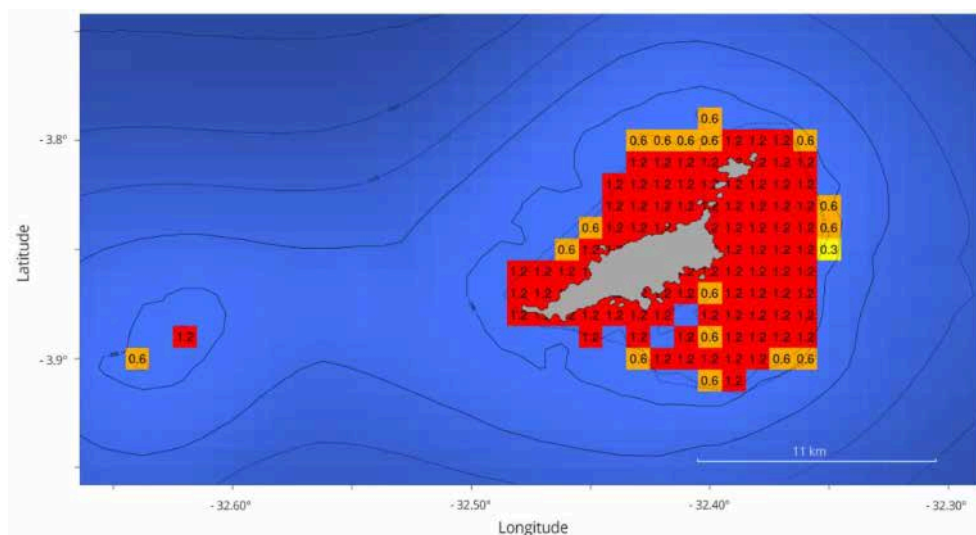 0.6
- 3.8°
0.6 0.6 0.6 0.6 1.2 1.2 1.2 0.6
1.2 1.2 1.2 1.2 1.2 1.2 1.2
1.2 1.2 1.2 1.2 1.2 1.2 1.2 1.2 1.2
1.2 1.2 1.2 1.2 1.2 1.2 1.2 1.2 0.6
0.6 1.2 1.2 1.2 1.2 1.2 1.2 1.2 0.6
0.6 1.2 1.2 1.2 1.2 1.2 0.3
1.2 1.2 1.2 1.2 1.2 1.2 1.2
1.2 1.2 1.2 0.6 1.2 1.2 1.2 1.2
1.2 1.2 1.2 1.2 1.2 1.2 1.2 1.2 1.2
1.2 1.2 1.2 1.2 0.6 1.2 1.2 1.2 1.2
- 3.9°
0.6 0.6 1.2 1.2 1.2 1.2 1.2 0.6 0.6
0.6 1.2
11 km
Latitude
- 32.60° - 32.50° - 32.40° - 32.30°
Longitude